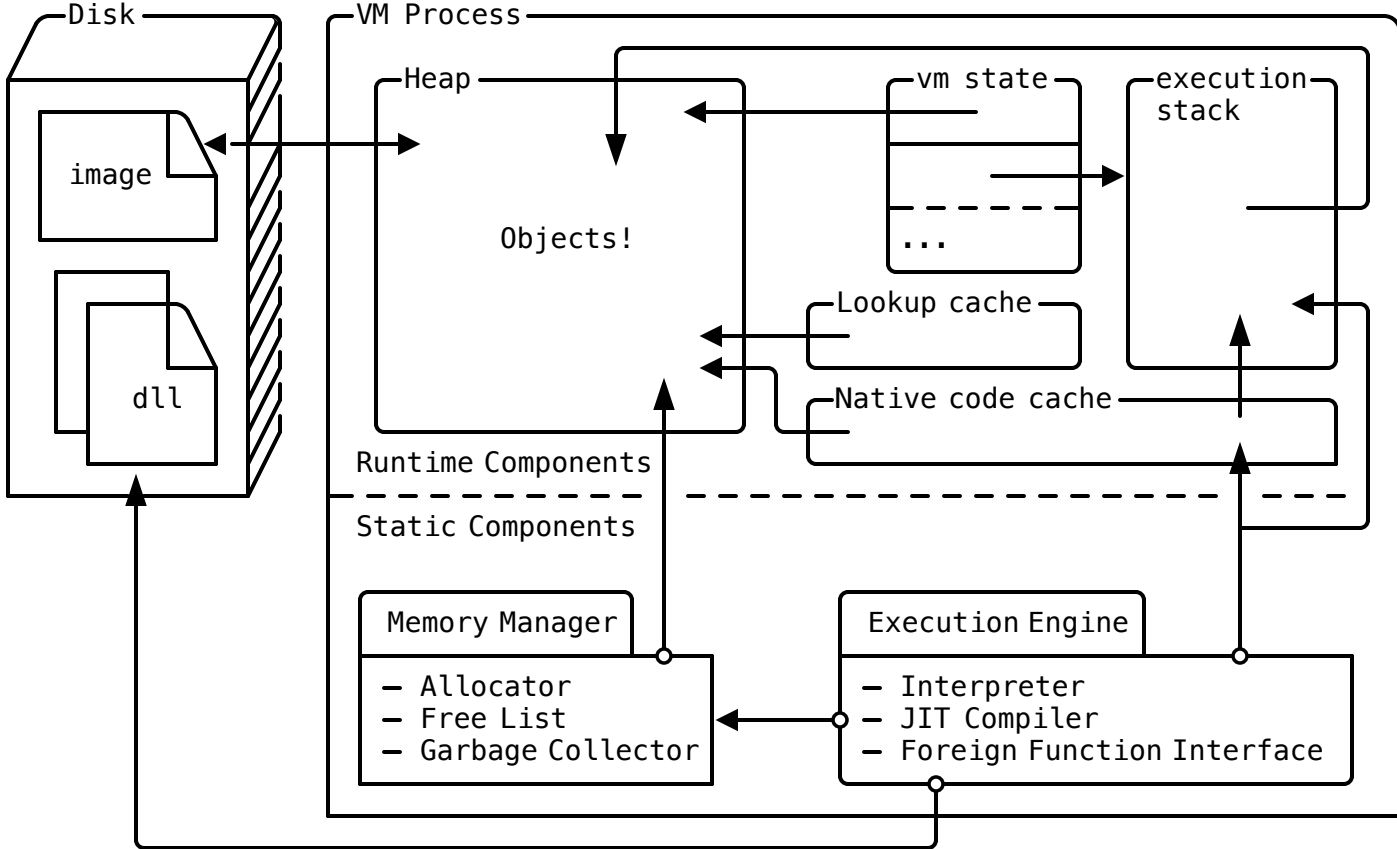 Disk
VM Process
Heap
vm state
execution
stack
image
Objects!
...
Lookup cache
dll
Native code cache
Runtime Components
Static Components
Memory Manager
– Allocator
– Free List
– Garbage Collector
Execution Engine
– Interpreter
– JIT Compiler
– Foreign Function Interface